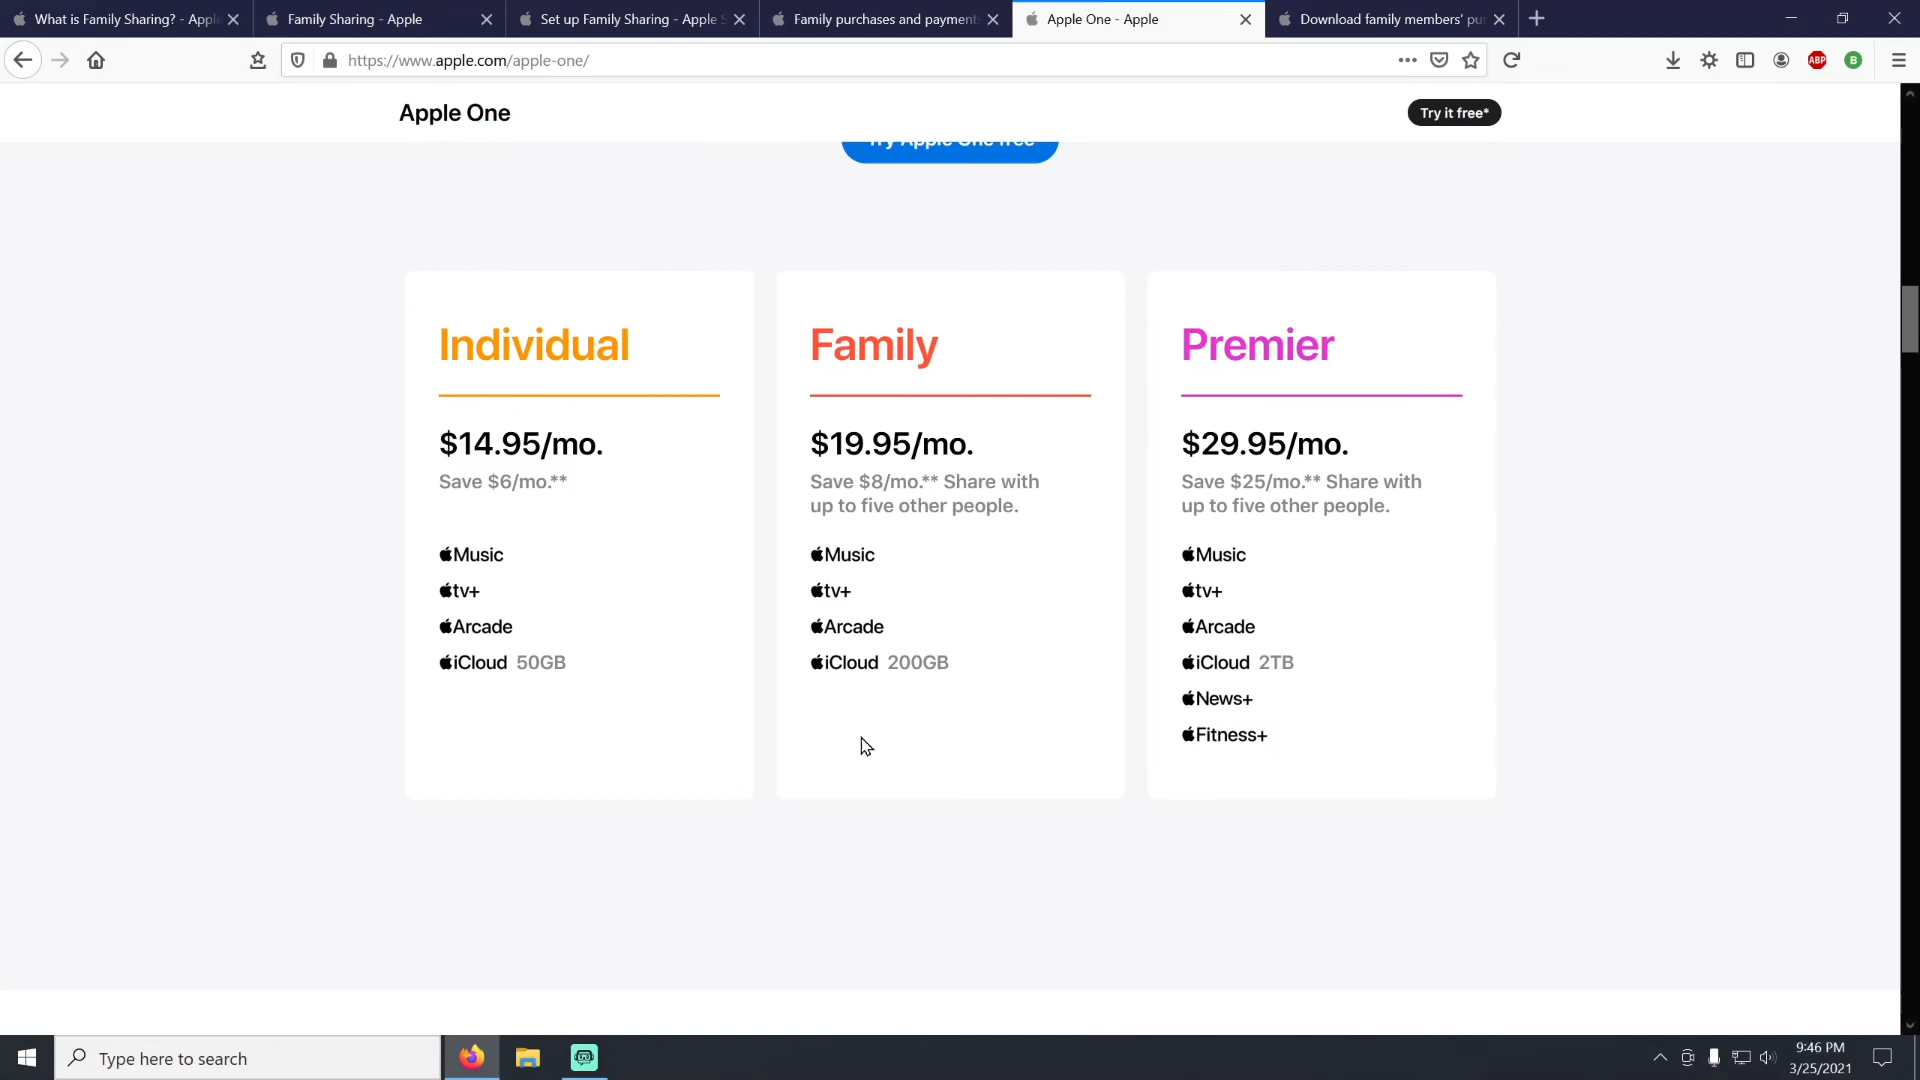 What is Family Sharing? - Appl
Family Sharing - Apple
Set up Family Sharing - Apple S
Family purchases and payment
Apple One - Apple
Download family members' pu
https://www.apple.com/apple-one/
ABP
B
Apple One
Try it free*
Try Apple One free
Individual
$14.95/mo.
Save $6/mo.**
Music
tv+
Arcade
iCloud 50GB
Family
$19.95/mo.
Save $8/mo.** Share with
up to five other people.
Music
tv+
Arcade
iCloud 200GB
Premier
$29.95/mo.
Save $25/mo.** Share with
up to five other people.
Music
tv+
Arcade
iCloud 2TB
News+
Fitness+
Type here to search
9:46 PM
3/25/2021